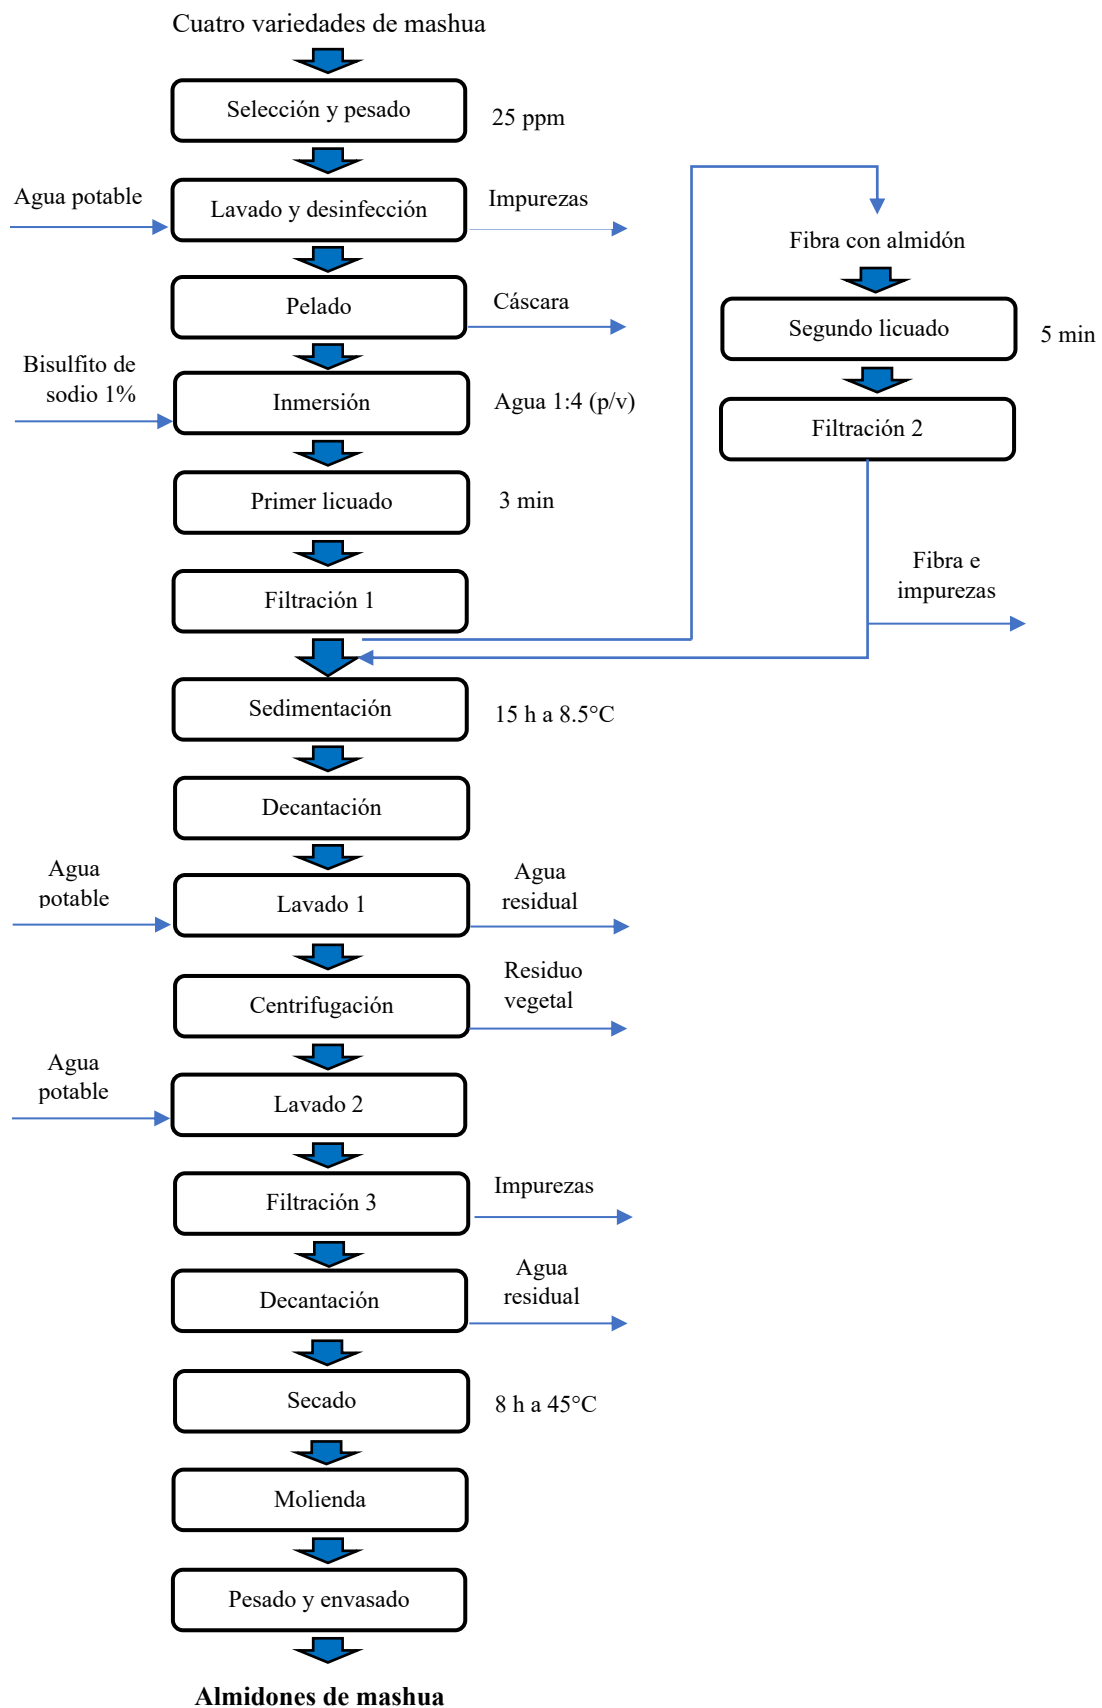 Cuatro variedades de mashua
Selección y pesado
25 ppm
Agua potable
Lavado y desinfección
Impurezas
Pelado
Cáscara
Bisulfito de
sodio 1%
Inmersión
Agua 1:4 (p/v)
Primer licuado
3 min
Filtración 1
Fibra con almidón
Segundo licuado
5 min
Filtración 2
Fibra e
impurezas
Sedimentación
15 h a 8.5°C
Decantación
Agua
potable
Lavado 1
Agua
residual
Centrifugación
Residuo
vegetal
Agua
potable
Lavado 2
Filtración 3
Impurezas
Decantación
Agua
residual
Secado
8 h a 45°C
Molienda
Pesado y envasado
Almidones de mashua